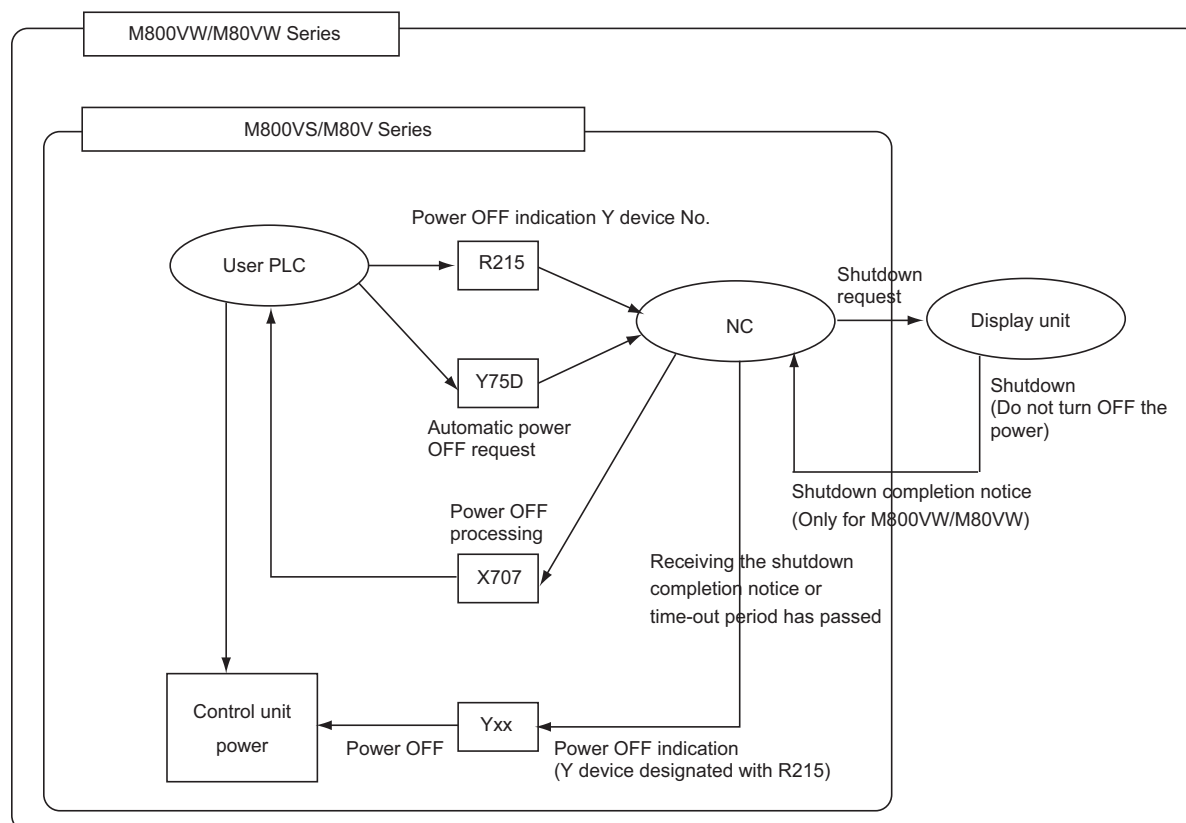 M800VW/M80VW Series
M800VS/M80V Series
Power OFF indication Y device No.
User PLC
R215
Shutdown
request
NC
Display unit
Y75D
Automatic power
OFF request
Shutdown
(Do not turn OFF the
power)
Shutdown completion notice
(Only for M800VW/M80VW)
Power OFF
processing
X707
Receiving the shutdown
completion notice or
time-out period has passed
Control unit
power
Power OFF
Yxx
Power OFF indication
(Y device designated with R215)